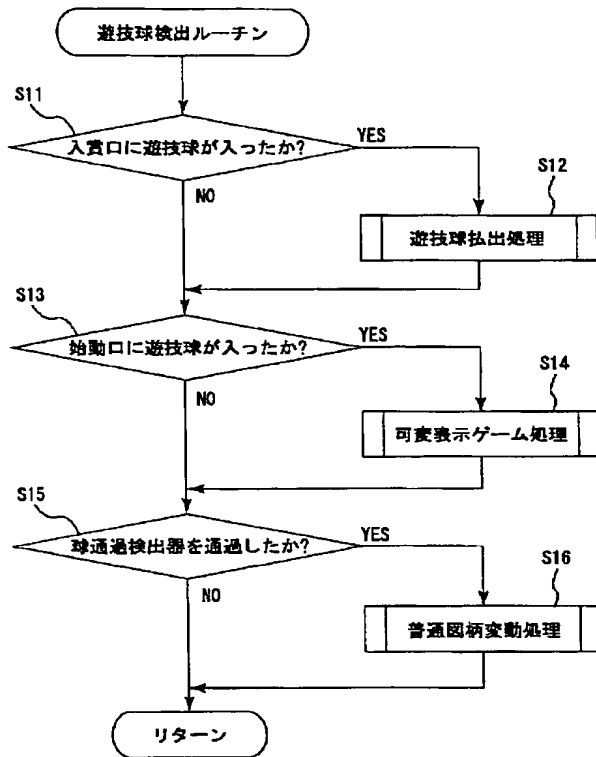 遊技球検出ルーチン
S11
入賞口に遊技球が入ったか?
YES
NO
S12
遊技球払出処理
S13
始動口に遊技球が入ったか?
YES
NO
S14
可変表示ゲーム処理
S15
球通過検出器を通過したか?
YES
NO
S16
普通図柄変動処理
リターン